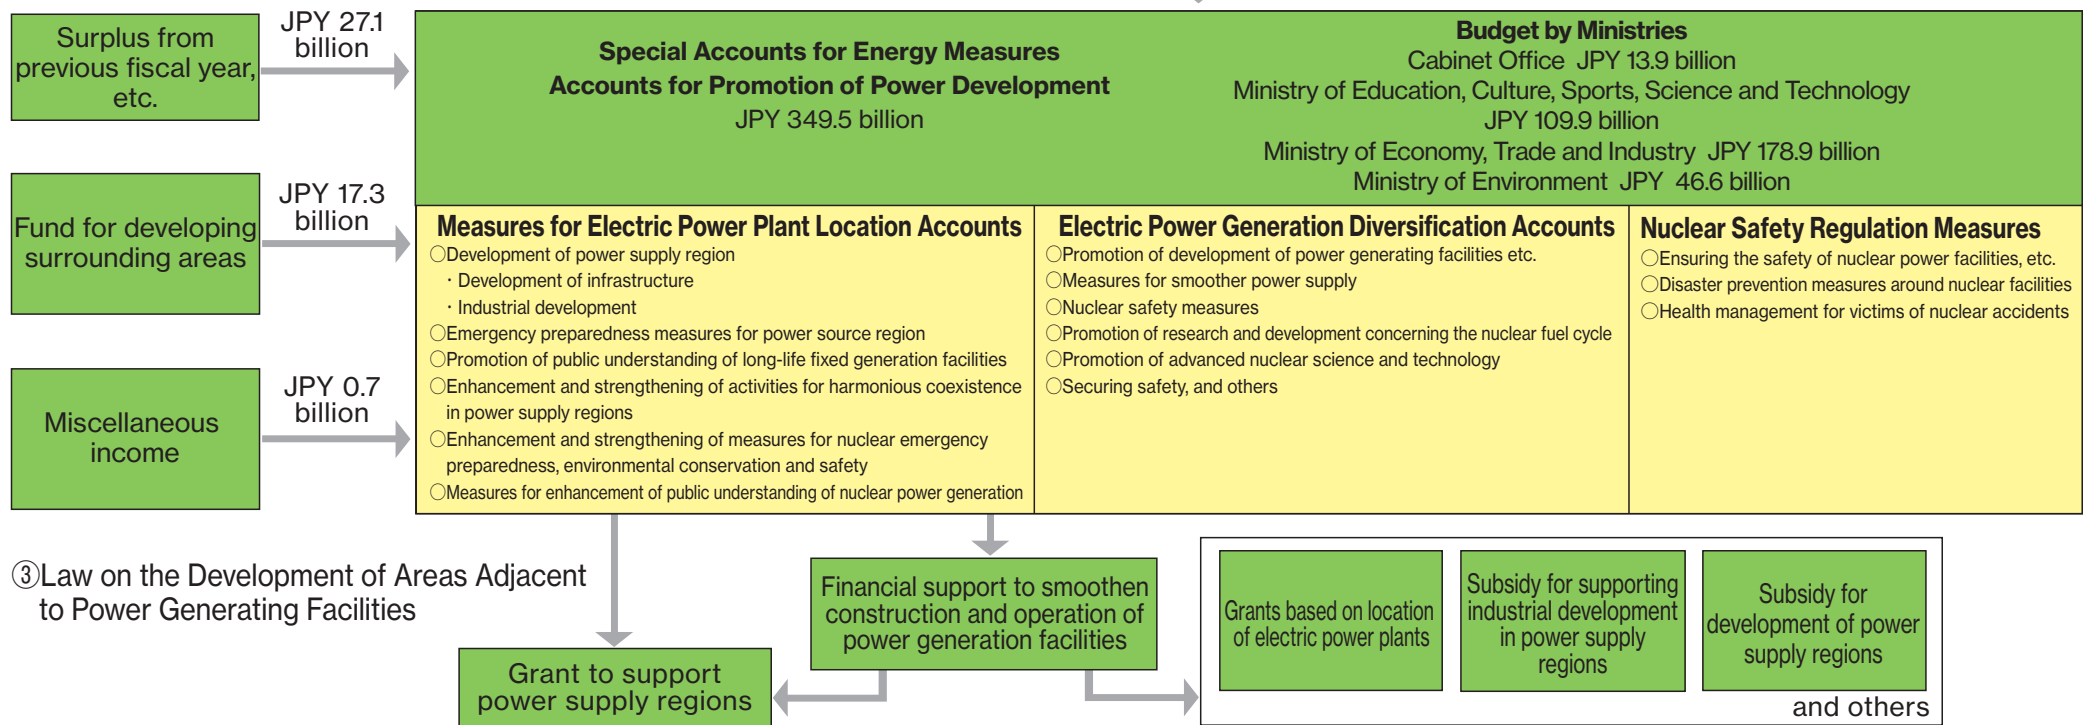 Surplus from
previous fiscal year,
etc.
JPY 27.1
billion
Special Accounts for Energy Measures
Accounts for Promotion of Power Development
JPY 349.5 billion
Budget by Ministries
Cabinet Office JPY 13.9 billion
Ministry of Education, Culture, Sports, Science and Technology
JPY 109.9 billion
Ministry of Economy, Trade and Industry JPY 178.9 billion
Ministry of Environment JPY 46.6 billion
Fund for developing
surrounding areas
JPY 17.3
billion
Miscellaneous
income
JPY 0.7
billion
Measures for Electric Power Plant Location Accounts
○Development of power supply region
・Development of infrastructure
・Industrial development
○Emergency preparedness measures for power source region
○Promotion of public understanding of long-life fixed generation facilities
○Enhancement and strengthening of activities for harmonious coexistence
in power supply regions
○Enhancement and strengthening of measures for nuclear emergency
preparedness, environmental conservation and safety
○Measures for enhancement of public understanding of nuclear power generation
Electric Power Generation Diversification Accounts
○Promotion of development of power generating facilities etc.
○Measures for smoother power supply
○Nuclear safety measures
○Promotion of research and development concerning the nuclear fuel cycle
○Promotion of advanced nuclear science and technology
○Securing safety, and others
Nuclear Safety Regulation Measures
○Ensuring the safety of nuclear power facilities, etc.
○Disaster prevention measures around nuclear facilities
○Health management for victims of nuclear accidents
③Law on the Development of Areas Adjacent
to Power Generating Facilities
Grant to support
power supply regions
Financial support to smoothen
construction and operation of
power generation facilities
Grants based on location
of electric power plants
Subsidy for supporting
industrial development
in power supply
regions
Subsidy for
development of power
supply regions
and others